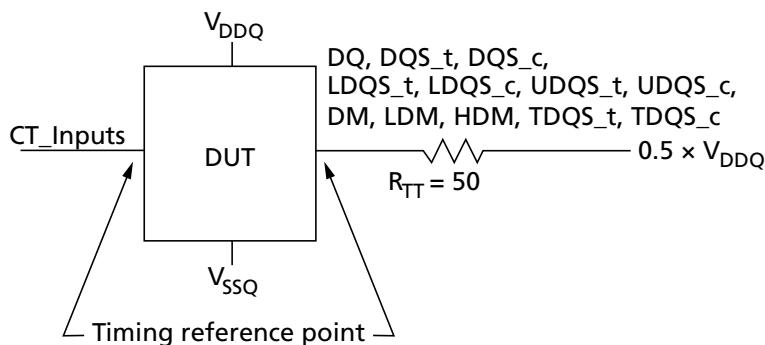 V_DDQ
DQ, DQS_t, DQS_c,
LDQS_t, LDQS_c, UDQS_t, UDQS_c,
DM, LDM, HDM, TDQS_t, TDQS_c
CT_Inputs
DUT
0.5 × V_DDQ
R_TT = 50
V_SSQ
Timing reference point